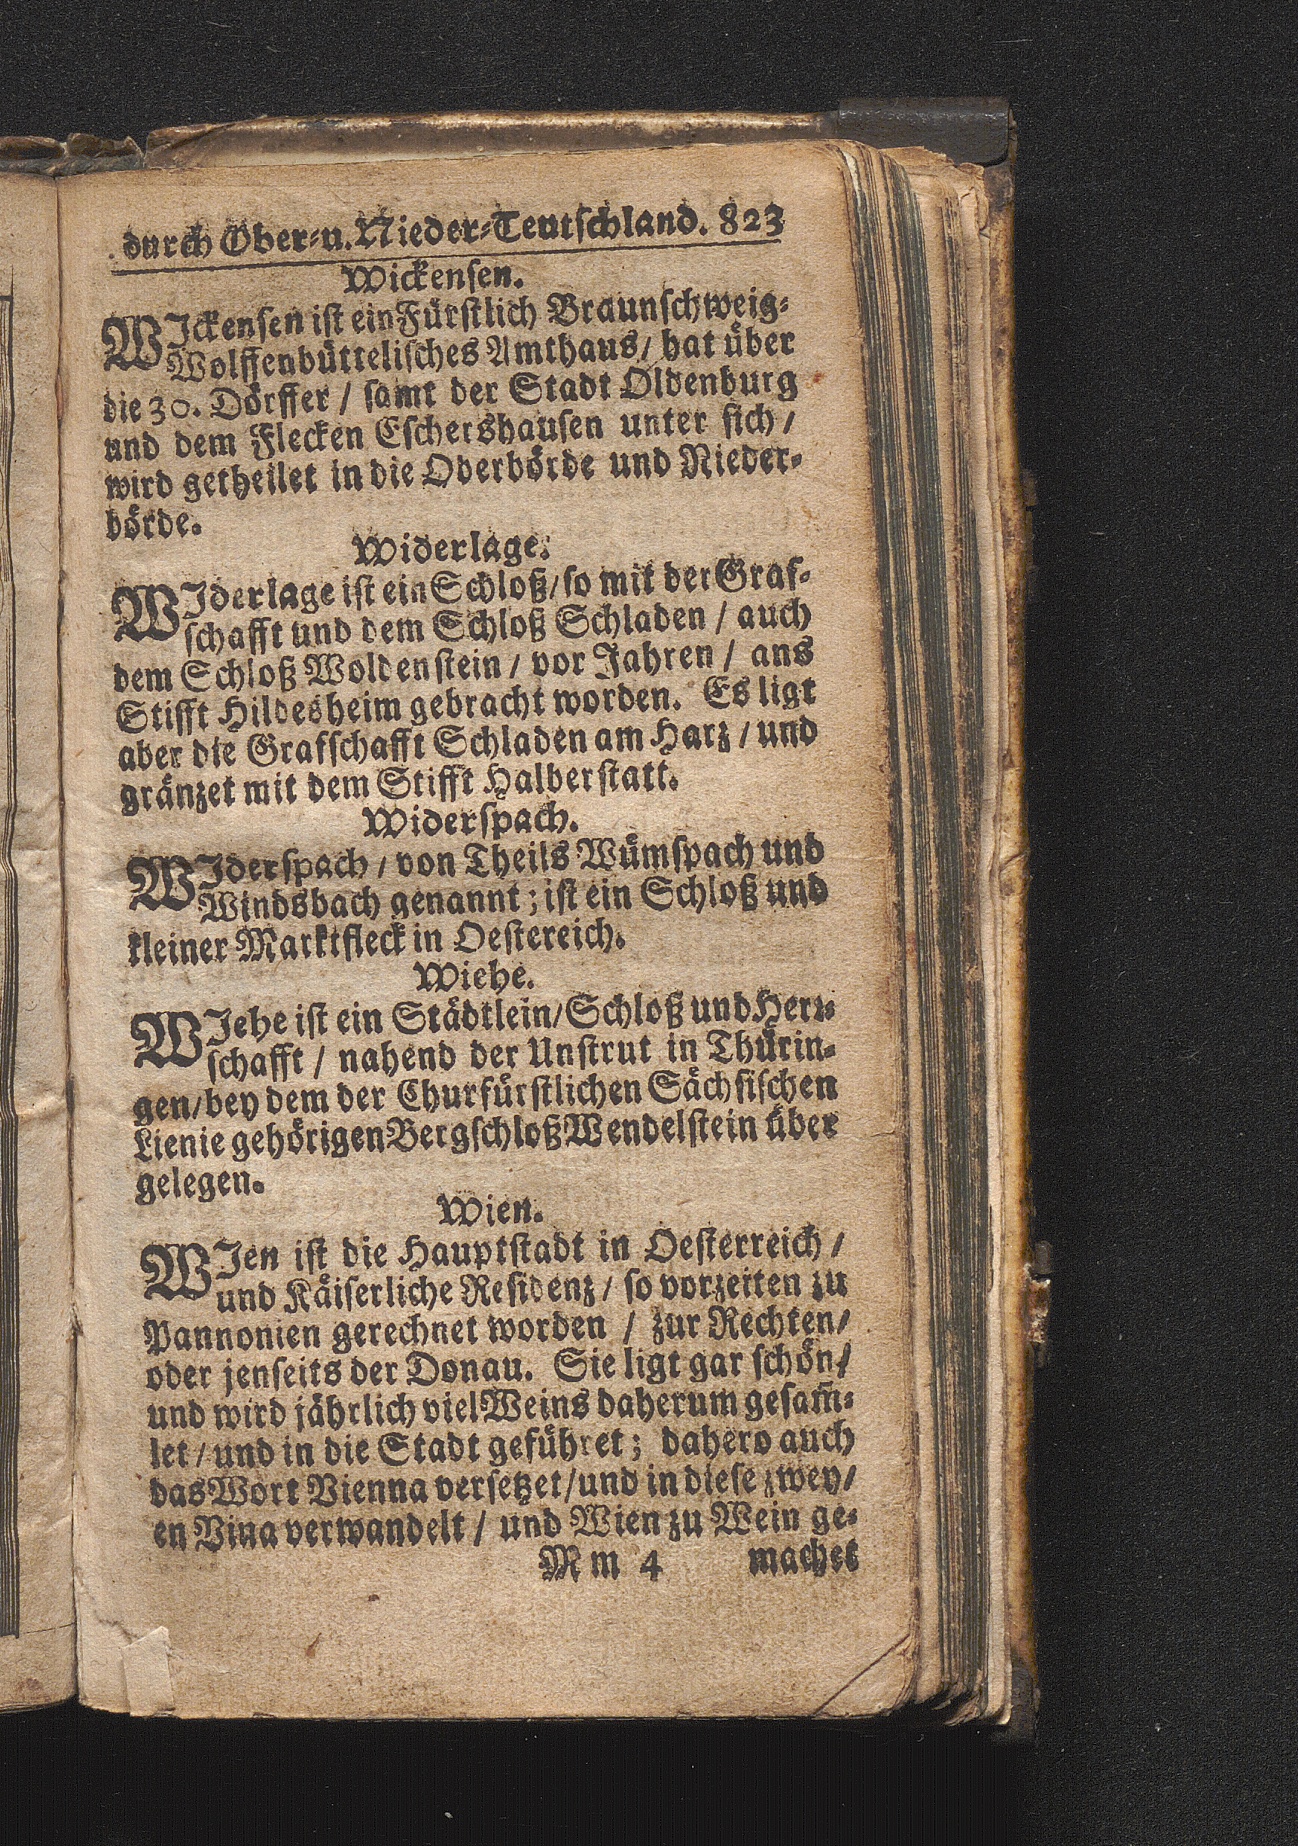 durch Ober-u. Nieder-Teutschland. 823
Wickensen.
WIckensen ist ein Fürstlich Braunschweig-
Wolffenbüttelisches Amthaus / hat über
die 30. Dörffer / samt der Stadt Oldenburg
und dem Flecken Eschershausen unter sich /
wird getheilet in die Oberbörde und Nieder-
börde.
Widerlage.
WIderlage ist ein Schloß / so mit der Graf-
schafft und dem Schloß Schladen / auch
dem Schloß Woldenstein / vor Jahren / ans
Stifft Hildesheim gebracht worden. Es ligt
aber die Grafschafft Schladen am Harz / und
gränzet mit dem Stifft Halberstatt.
Widerspach.
WIderspach / von Theils Wümspach und
Windsbach genannt ; ist ein Schloß und
kleiner Marktfleck in Oestereich.
Wiehe.
WIehe ist ein Städtlein / Schloß und Herr-
schafft / nahend der Unstrut in Thürin-
gen / bey dem der Churfürstlichen Sächsischen
Lienie gehörigen Bergschloß Wendelstein über
gelegen.
Wien.
WIen ist die Hauptstadt in Oesterreich /
und Käiserliche Residenz / so vorzeiten zu
Pannonien gerechnet worden / zur Rechten /
oder jenseits der Donau. Sie ligt gar schön /
und wird jährlich viel Weins daherum gesam̃-
let / und in die Stadt geführet ; dahero auch
das Wort Vienna versetzet / und in diese zwey /
en Vina verwandelt / und Wien zu Wein ge-
Mm 4 machet